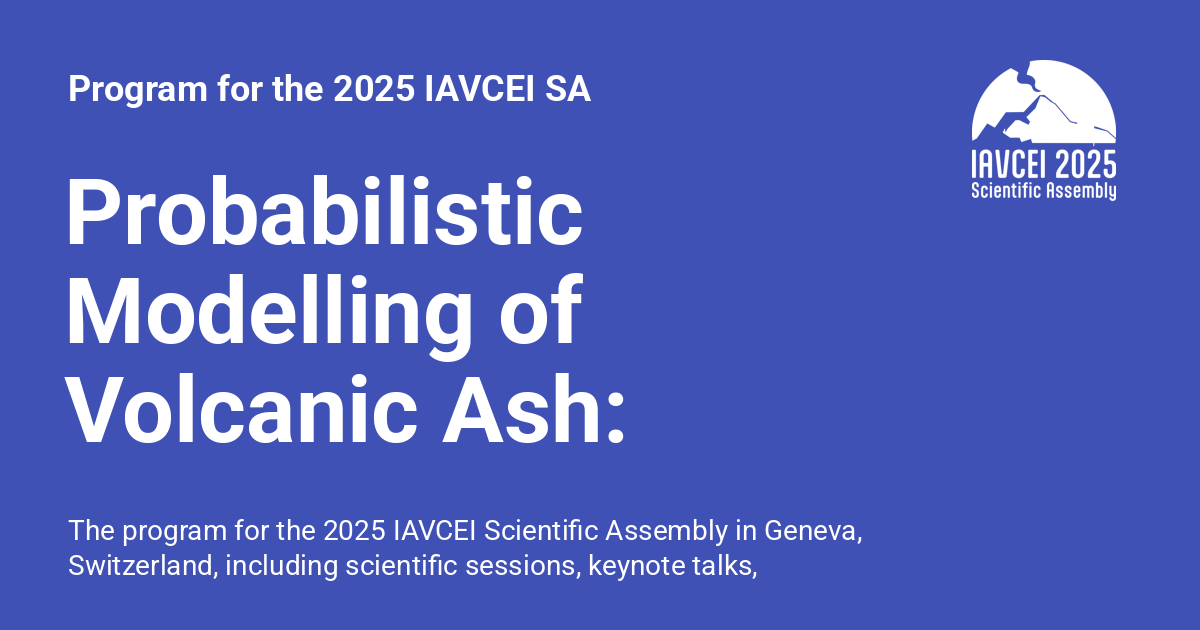 Program for the 2025 IAVCEI SA
IAVCEI 2025
Scientific Assembly
Probabilistic
Modelling of
Volcanic Ash:
The program for the 2025 IAVCEI Scientific Assembly in Geneva,
Switzerland, including scientific sessions, keynote talks,